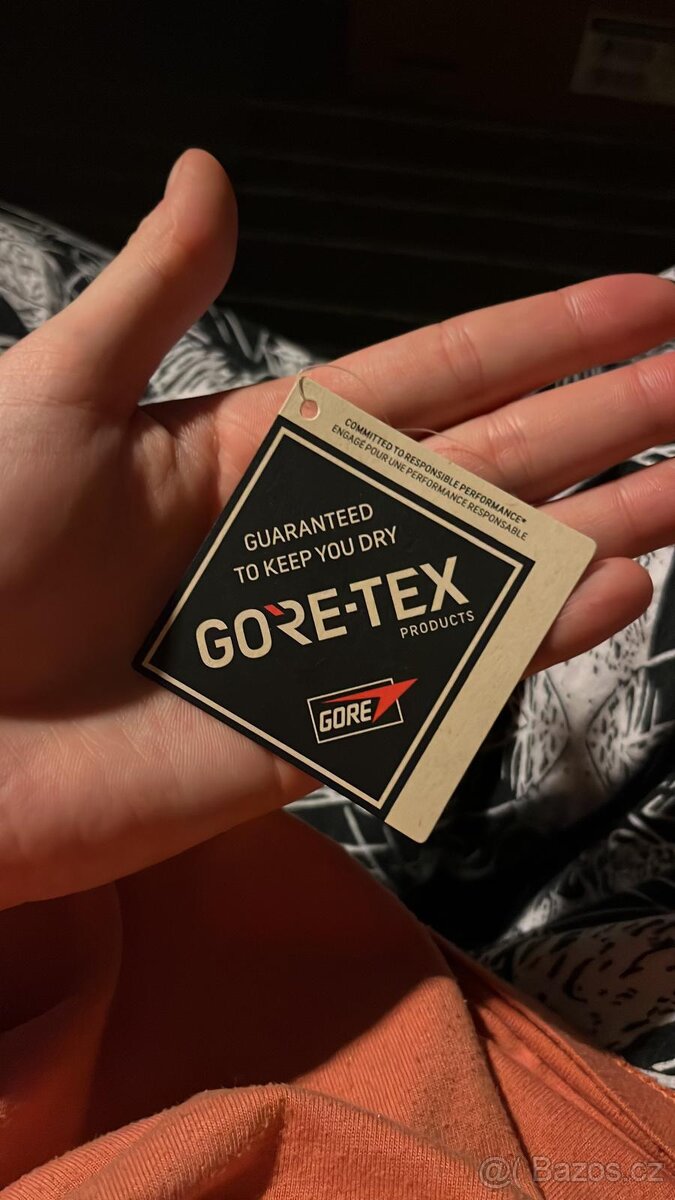 COMMITTED TO RESPONSIBLE PERFORMANCE*
ENGAGÉ POUR UNE PERFORMANCE RESPONSABLE
GUARANTEED
TO KEEP YOU DRY
GORE-TEX
PRODUCTS
GORE
@( Bazos.cz